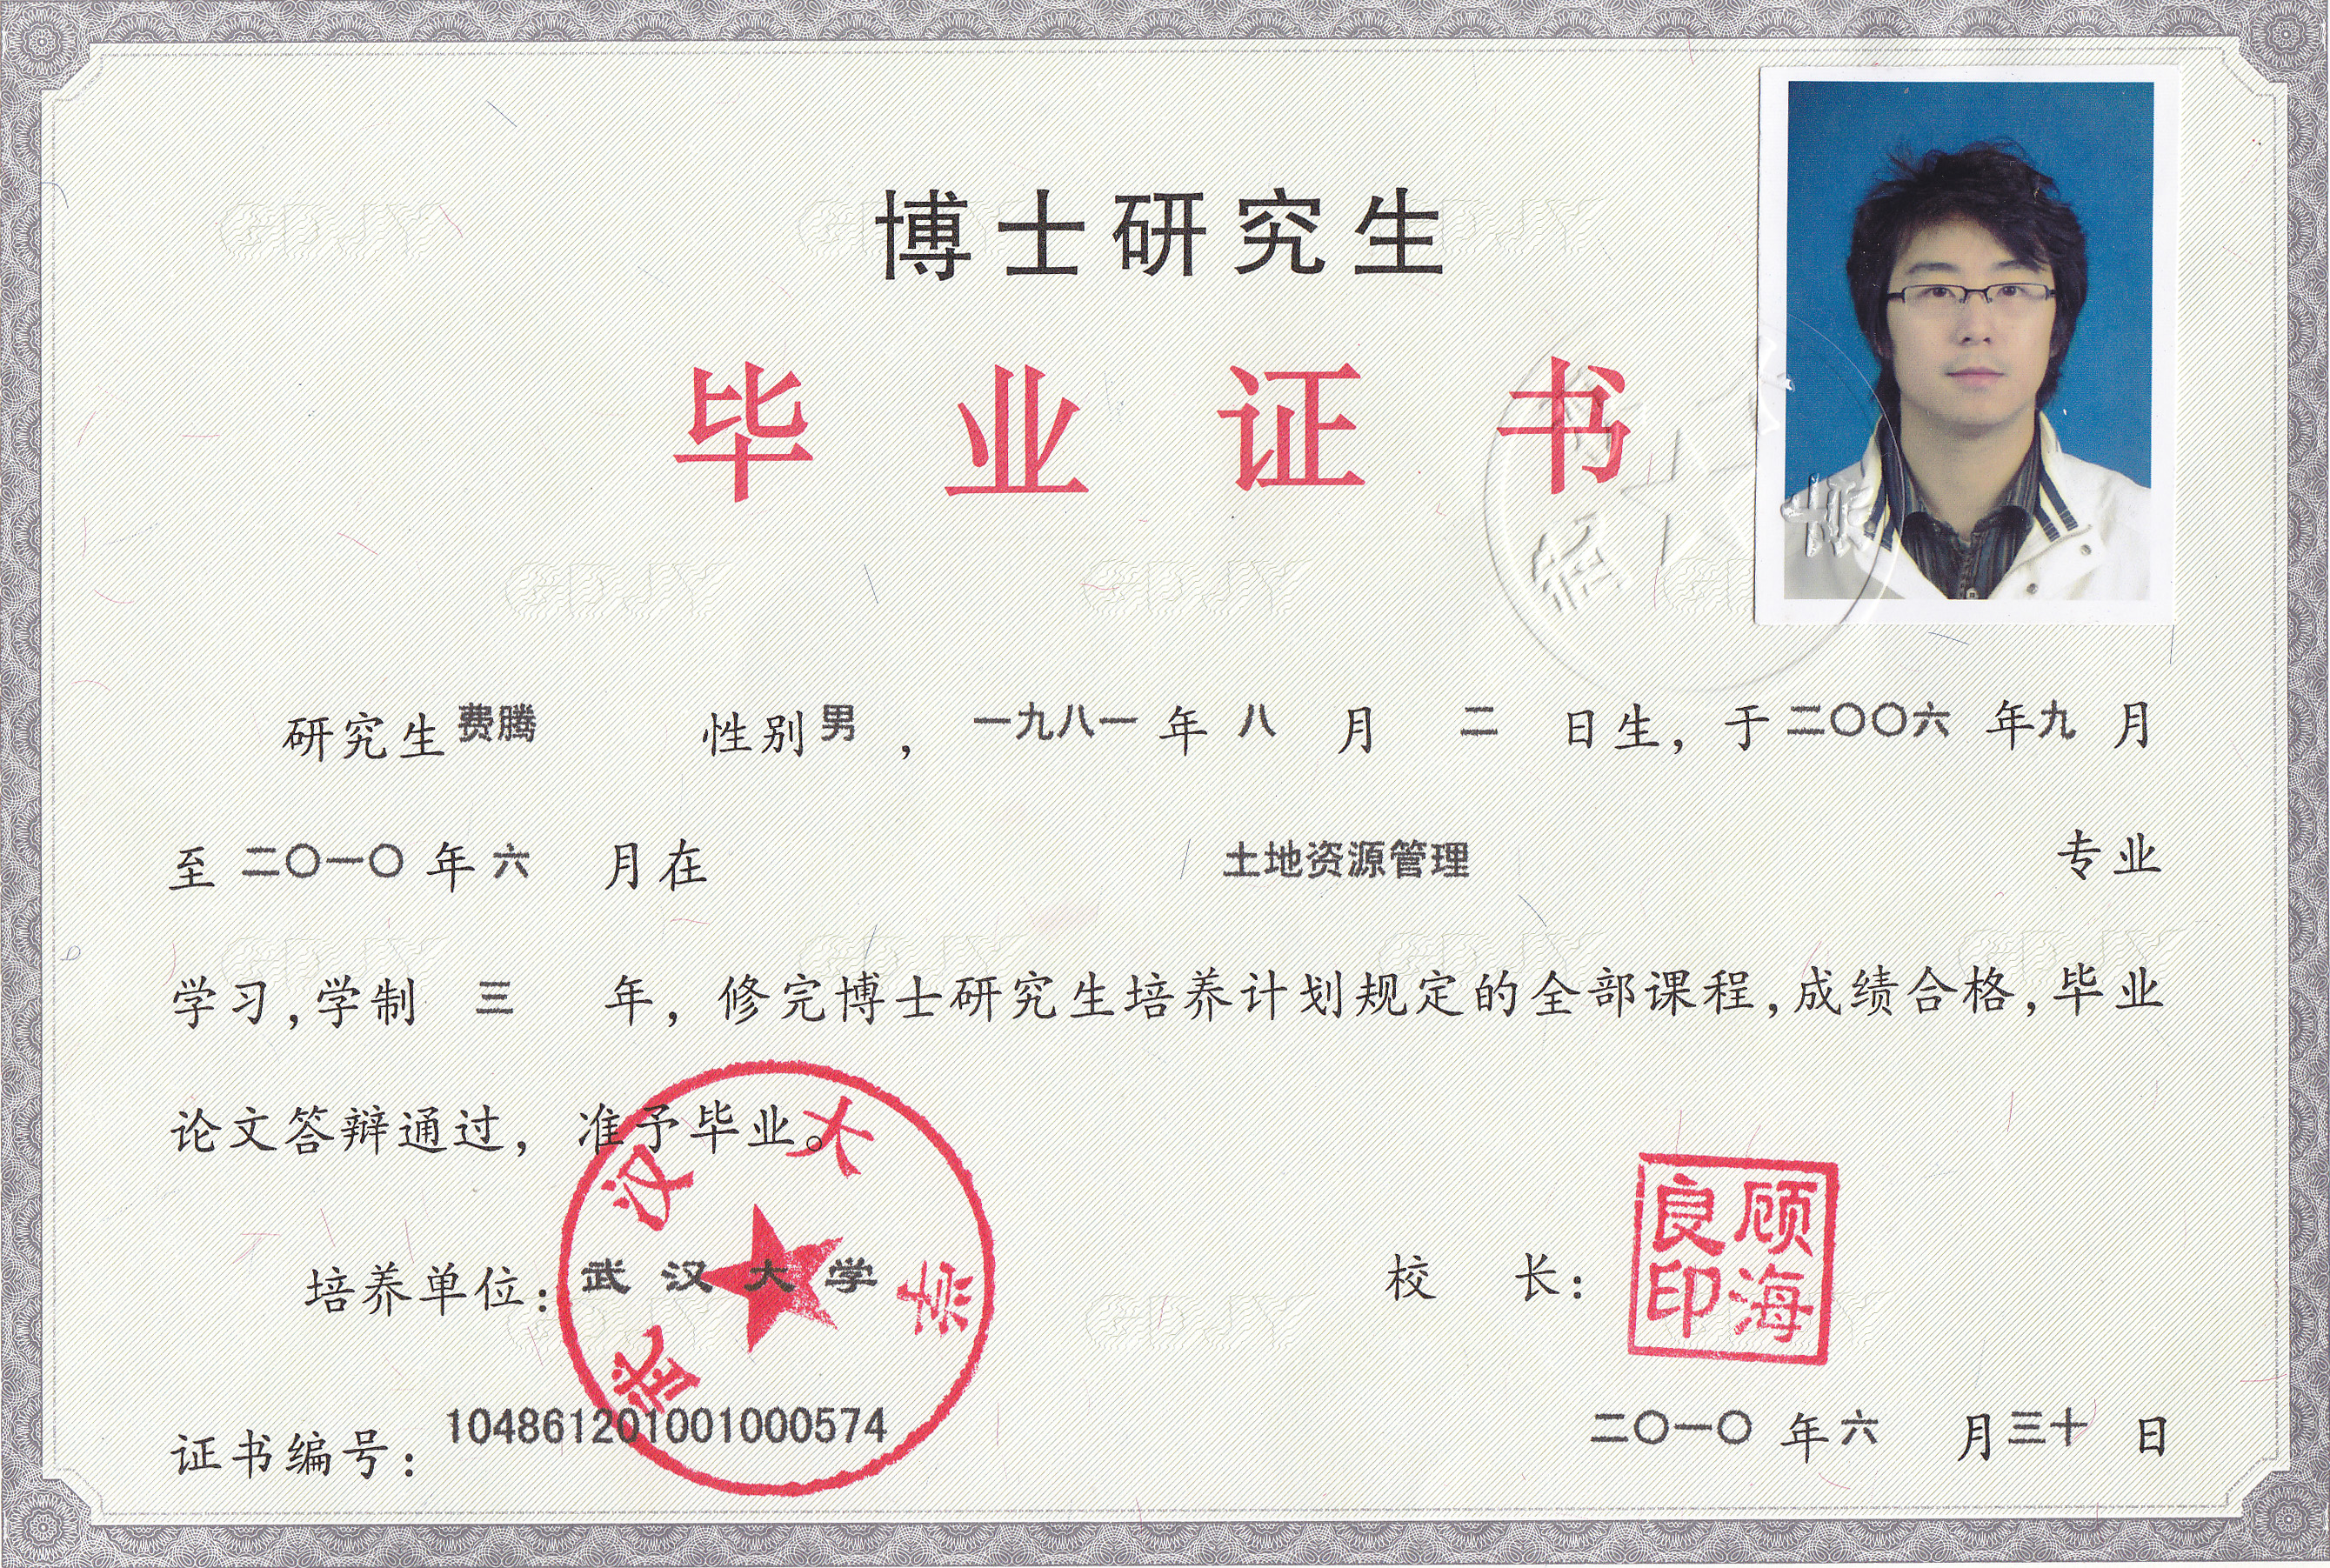 博士研究生
毕业证书
研究生 费腾 性别 男 ， 一九八一 年 八 月 二 日生，于 二〇〇六 年 九 月
至 二〇一〇 年 六 月在 土地资源管理 专业
学习，学制 三 年，修完博士研究生培养计划规定的全部课程，成绩合格，毕业
论文答辩通过，准予毕业。
武汉大学
培养单位：武汉大学
校 长：
顾海良印
证书编号：104861201001000574
二〇一〇 年 六 月 三十 日